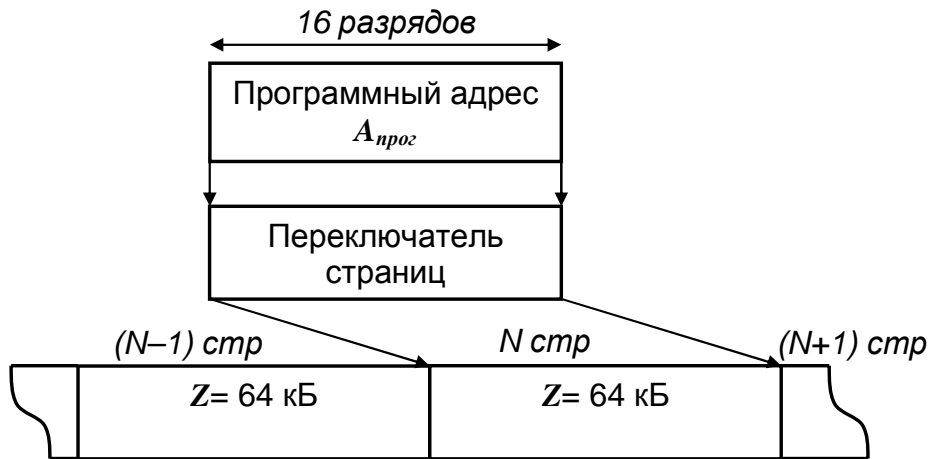 16 разрядов
Программный адрес
Aпрог
Переключатель
страниц
(N–1) стр
N стр
(N+1) стр
Z= 64 кБ
Z= 64 кБ